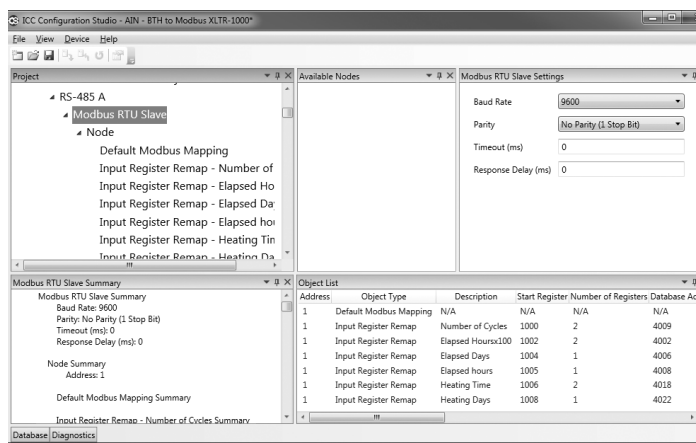 ICC Configuration Studio - AIN - BTH to Modbus XLTR-1000*
File View Device Help
Project
RS-485 A
Modbus RTU Slave
Node
Default Modbus Mapping
Input Register Remap - Number of
Input Register Remap - Elapsed Ho
Input Register Remap - Elapsed Da
Input Register Remap - Elapsed ho
Input Register Remap - Heating Tin
Input Register Remap - Heating Da
Available Nodes
Modbus RTU Slave Settings
Baud Rate 9600
Parity No Parity (1 Stop Bit)
Timeout (ms) 0
Response Delay (ms) 0
Modbus RTU Slave Summary
Modbus RTU Slave Summary
Baud Rate: 9600
Parity: No Parity (1 Stop Bit)
Timeout (ms): 0
Response Delay (ms): 0
Node Summary
Address: 1
Default Modbus Mapping Summary
Input Register Remap - Number of Cycles Summary
Object List
Address Object Type Description Start Register Number of Registers Database Ad
1 Default Modbus Mapping N/A N/A N/A N/A
1 Input Register Remap Number of Cycles 1000 2 4009
1 Input Register Remap Elapsed Hoursx100 1002 2 4002
1 Input Register Remap Elapsed Days 1004 1 4006
1 Input Register Remap Elapsed hours 1005 1 4008
1 Input Register Remap Heating Time 1006 2 4018
1 Input Register Remap Heating Days 1008 1 4022
Database Diagnostics